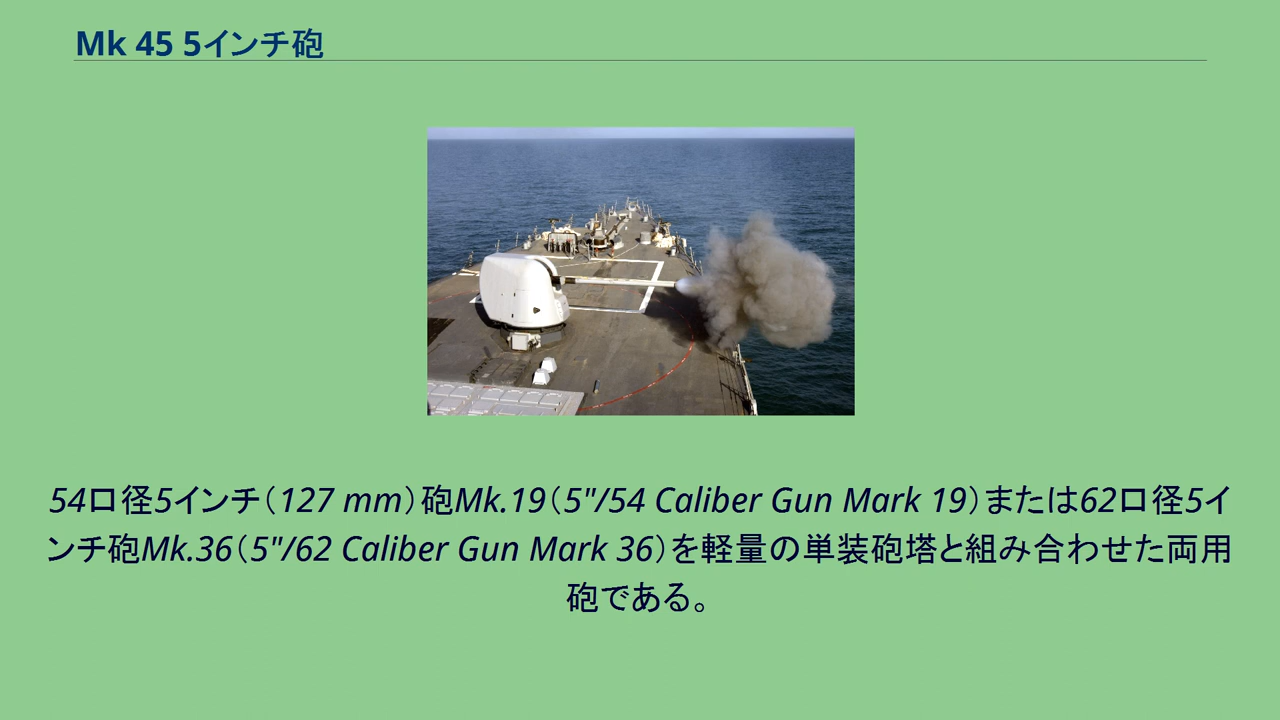 Mk 45 5インチ砲
54口径5インチ（127 mm）砲Mk.19（5"/54 Caliber Gun Mark 19）または62口径5イ
ンチ砲Mk.36（5"/62 Caliber Gun Mark 36）を軽量の単装砲塔と組み合わせた両用
砲である。